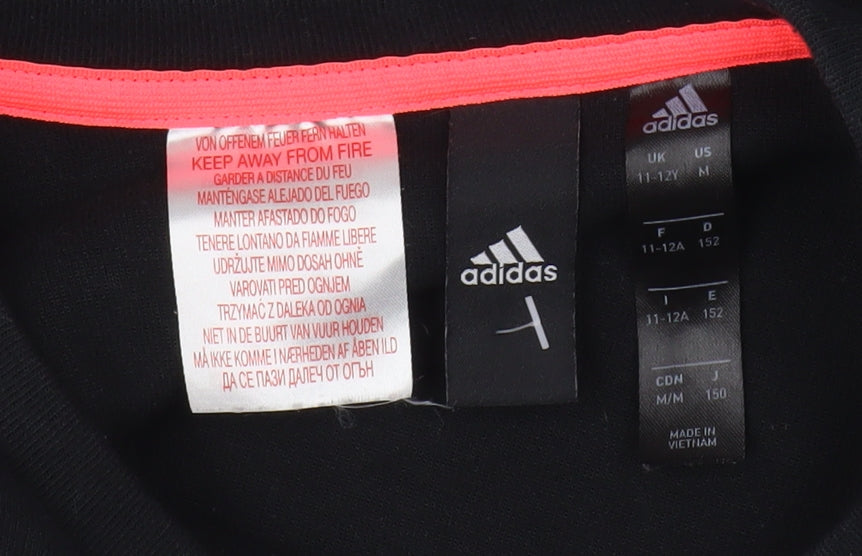 VON OFFENEM FEUER FERN HALTEN
KEEP AWAY FROM FIRE
GARDER A DISTANCE DU FEU
MANTÉNGASE ALEJADO DEL FUEGO
MANTER AFASTADO DO FOGO
TENERE LONTANO DA FIAMME LIBERE
UDRŽUJTE MIMO DOSAH OHNĚ
VAROVATI PRED OGNJEM
TRZYMAĆ Z DALEKA OD OGNIA
NIET IN DE BUURT VAN VUUR HOUDEN
MÅ IKKE KOMME I NÆRHEDEN AF ÅBEN ILD
ДА СЕ ПАЗИ ДАЛЕЧ ОТ ОГЪН
adidas
adidas
UK US
11-12Y M
F D
11-12A 152
I E
11-12A 152
CDN J
M/M 150
MADE IN
VIETNAM